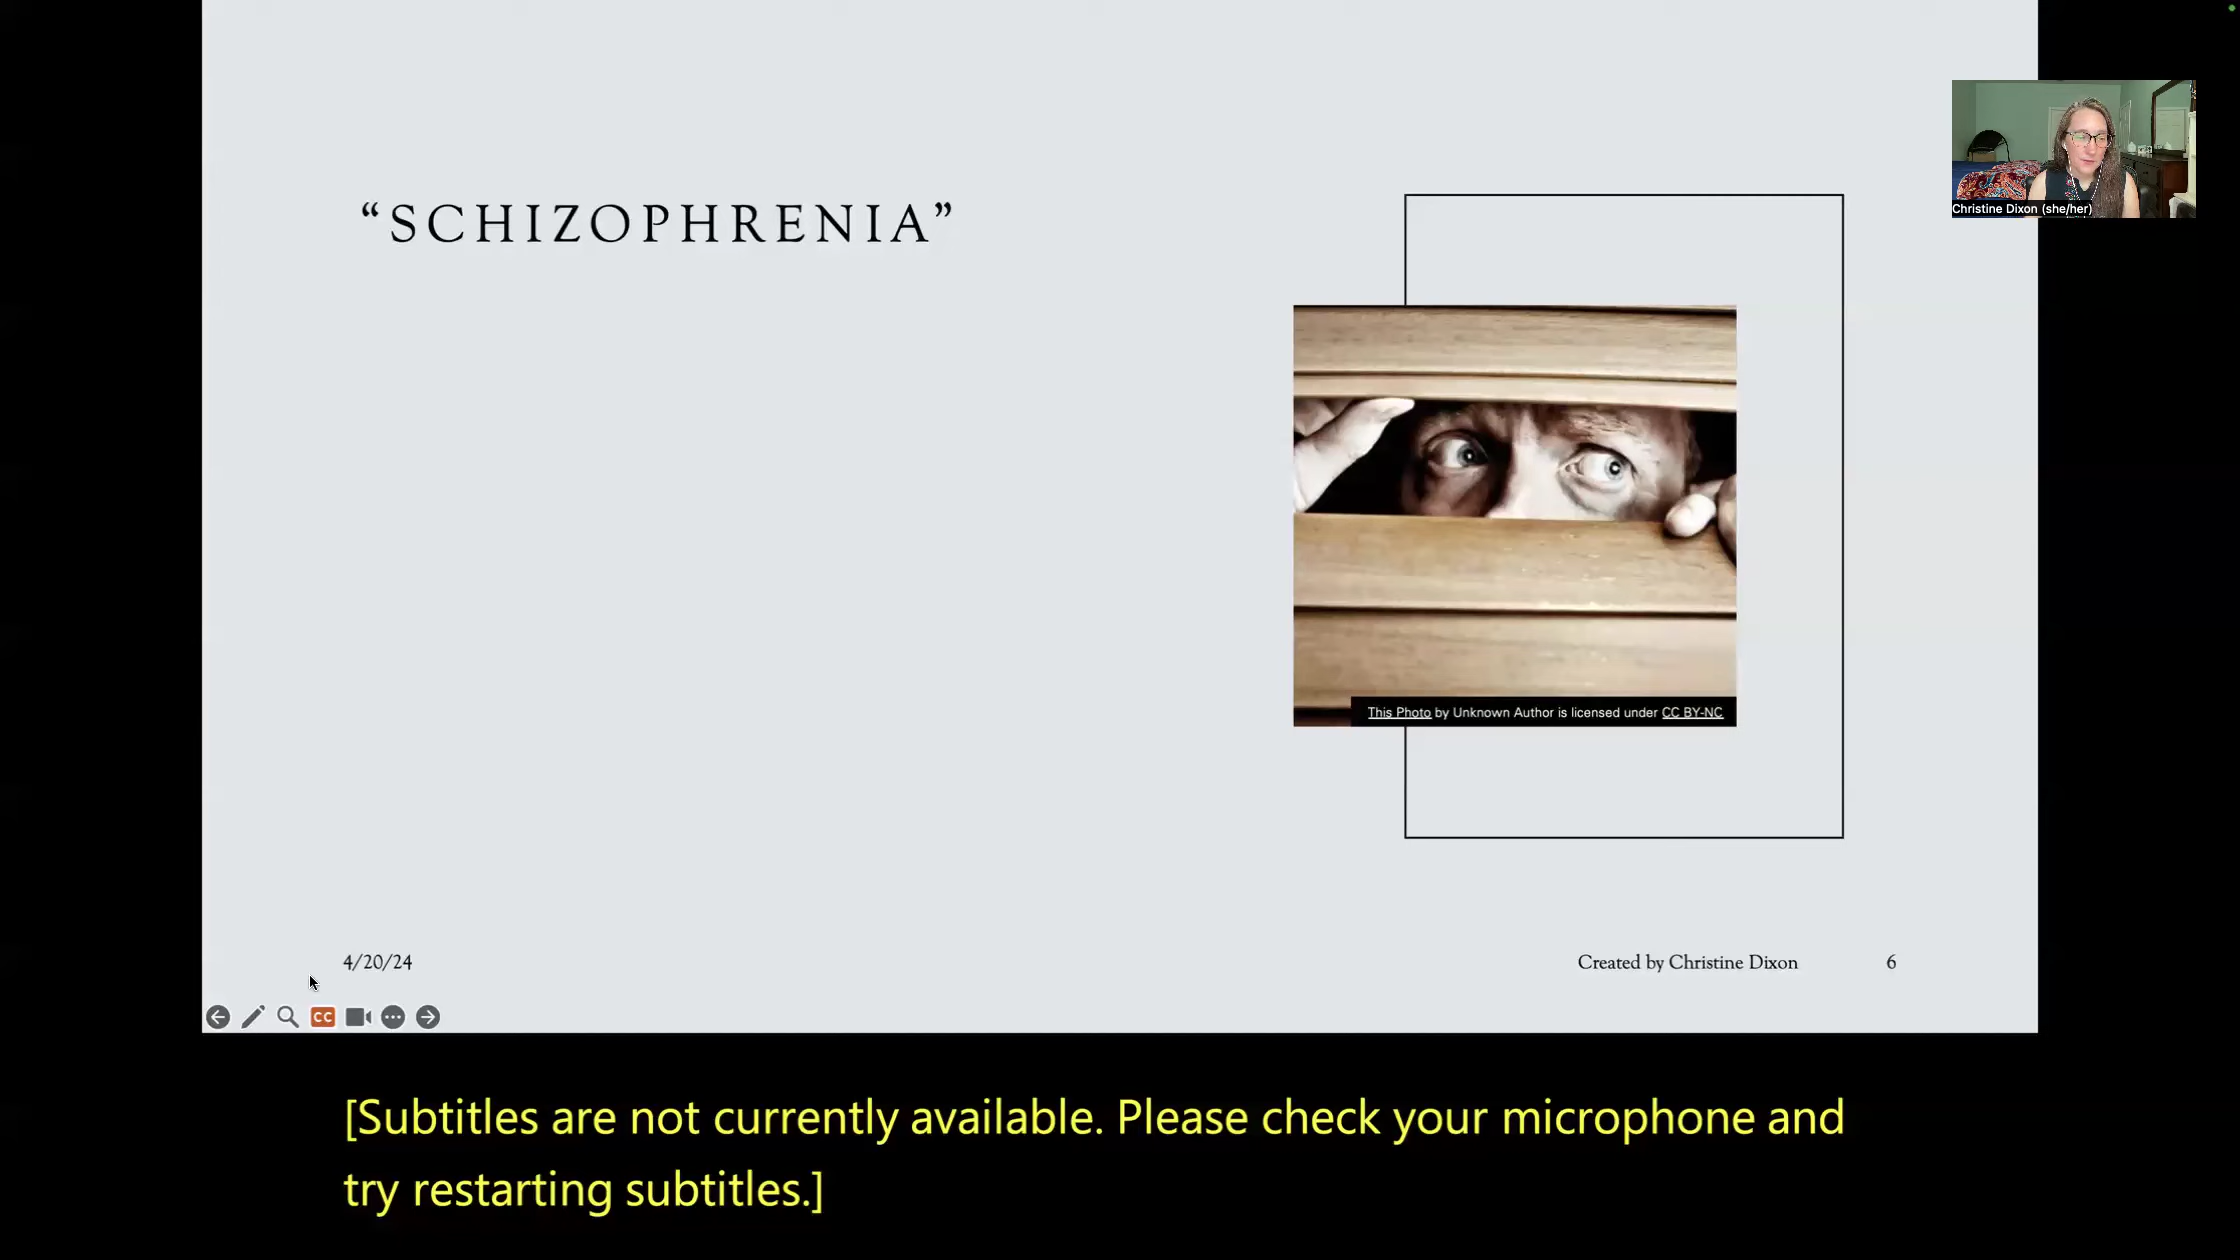 Christine Dixon (she/her)
“SCHIZOPHRENIA”
This Photo by Unknown Author is licensed under CC BY-NC
4/20/24
Created by Christine Dixon
6
CC
[Subtitles are not currently available. Please check your microphone and
try restarting subtitles.]